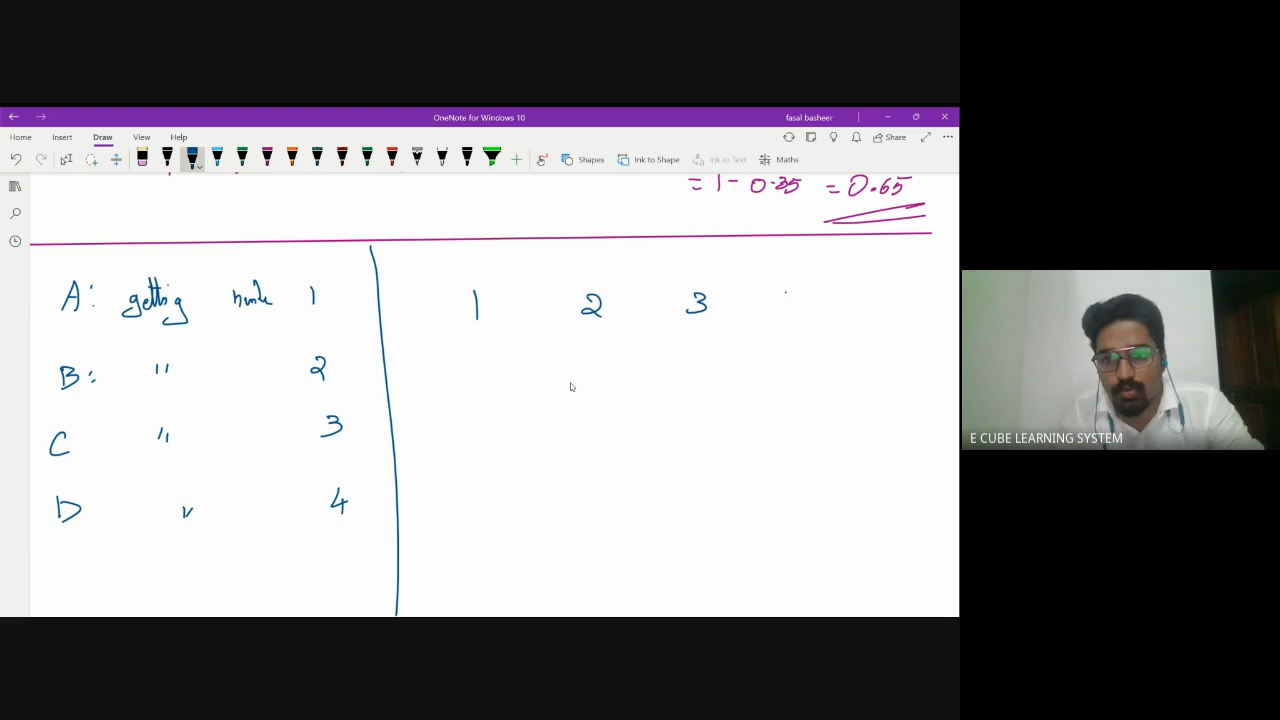 OneNote for Windows 10
fasal basheer
Home Insert Draw View Help
Share
Shapes Ink to Shape Ink to Text Maths
= 1 - 0.35 = 0.65
A: getting 1
1 2 3
B: " 2
C " 3
D " 4
E CUBE LEARNING SYSTEM